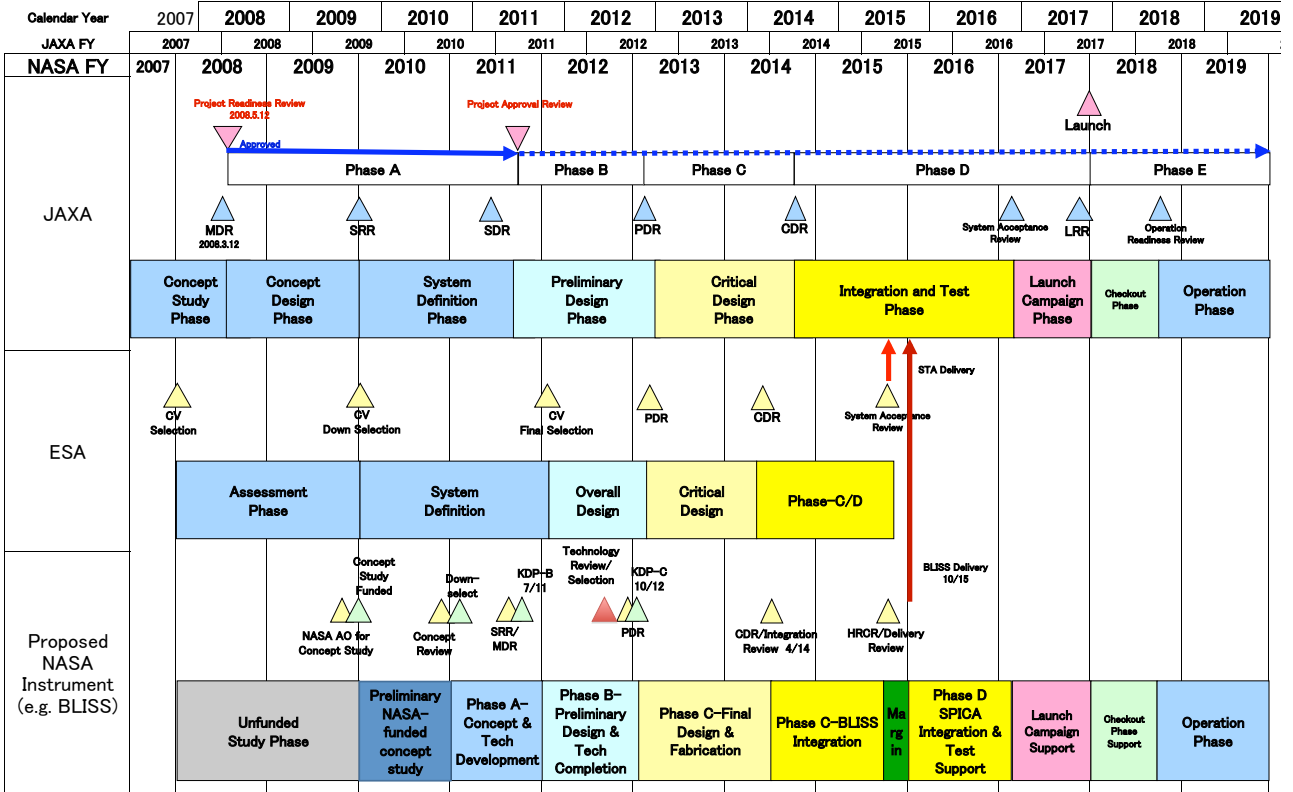 Calendar Year 2007 2008 2009 2010 2011 2012 2013 2014 2015 2016 2017 2018 2019
JAXA FY 2007 2008 2009 2010 2011 2012 2013 2014 2015 2016 2017 2018
NASA FY 2007 2008 2009 2010 2011 2012 2013 2014 2015 2016 2017 2018 2019
Project Readiness Review
2008.5.12
Project Approval Review
Launch
Approved
Phase A
Phase B
Phase C
Phase D
Phase E
JAXA
MDR
2008.3.12
SRR
SDR
PDR
CDR
System Acceptance
Review
LRR
Operation
Readiness Review
Concept
Study
Phase
Concept
Design
Phase
System
Definition
Phase
Preliminary
Design
Phase
Critical
Design
Phase
Integration and Test
Phase
Launch
Campaign
Phase
Checkout
Phase
Operation
Phase
STA Delivery
ESA
CV
Selection
CV
Down Selection
CV
Final Selection
PDR
CDR
System Acceptance
Review
Assessment
Phase
System
Definition
Overall
Design
Critical
Design
Phase-C/D
BLISS Delivery
10/15
Proposed
NASA
Instrument
(e.g. BLISS)
Concept
Study
Funded
NASA AO for
Concept Study
Down-
select
Concept
Review
KDP-B
7/11
SRR/
MDR
Technology
Review/
Selection
KDP-C
10/12
PDR
CDR/Integration
Review 4/14
HRCR/Delivery
Review
Unfunded
Study Phase
Preliminary
NASA-
funded
concept
study
Phase A-
Concept &
Tech
Development
Phase B-
Preliminary
Design &
Tech
Completion
Phase C-Final
Design &
Fabrication
Phase C-BLISS
Integration
Ma
rg
in
Phase D
SPICA
Integration &
Test
Support
Launch
Campaign
Support
Checkout
Phase
Support
Operation
Phase